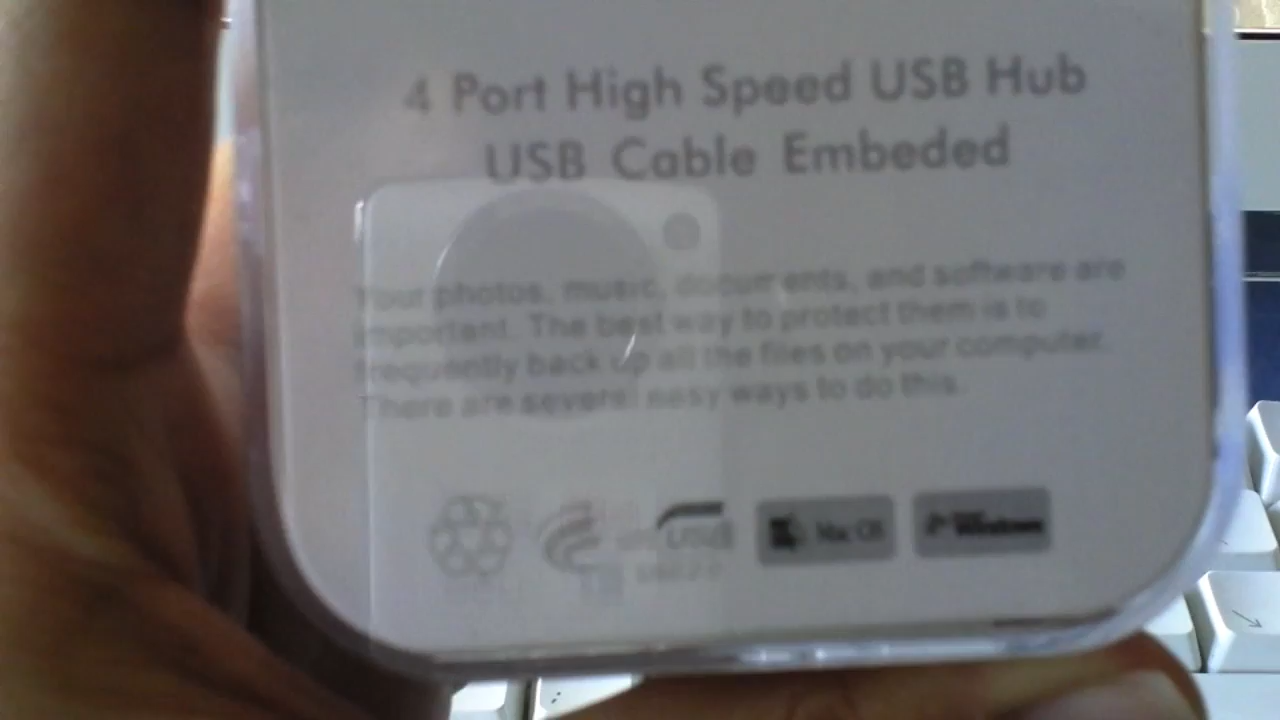 4 Port High Speed USB Hub
USB Cable Embeded
Your photos, music, documents, and software are
important. The best way to protect them is to
frequently back up all the files on your computer.
There are several easy ways to do this.
USB Mac OS Windows